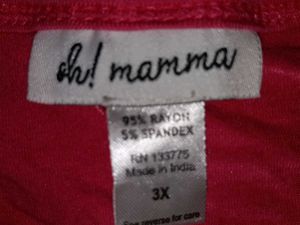 oh! mamma
95% RAYON
5% SPANDEX
RN 133775
Made in India
3X
See reverse for care